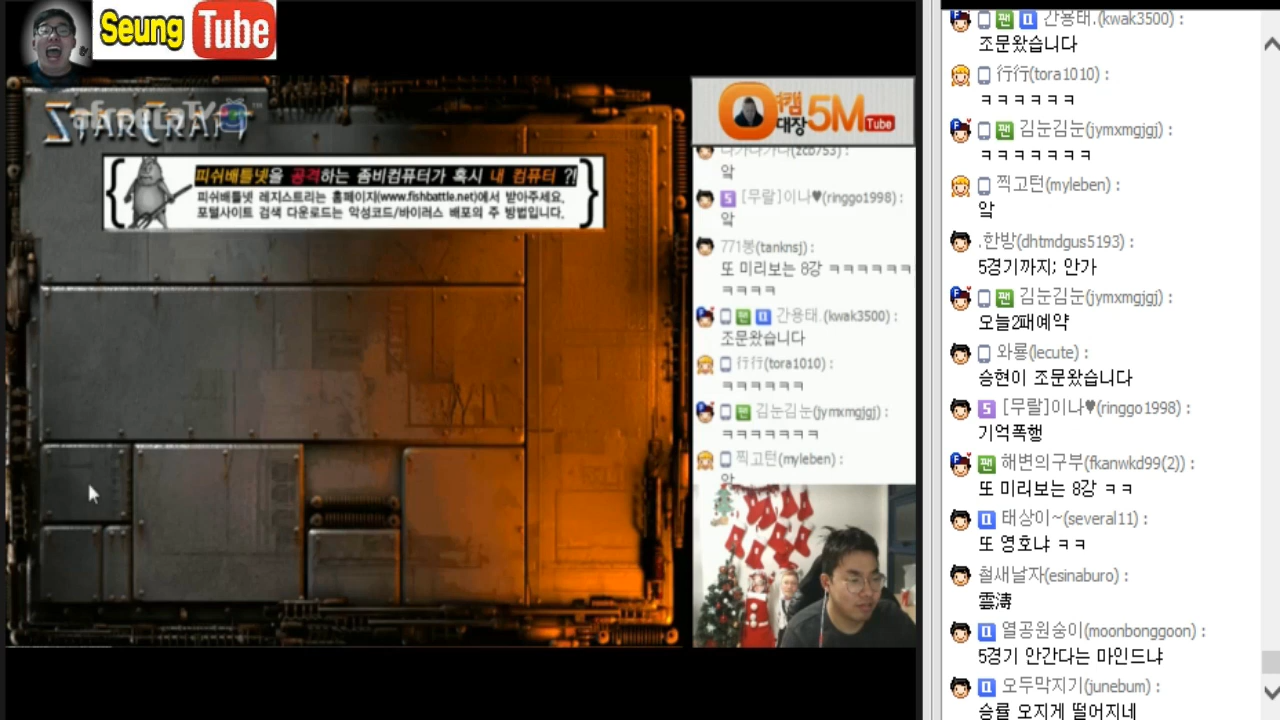 Seung Tube
STARCRAFT
피쉬배틀넷을 공격하는 좀비컴퓨터가 혹시 내 컴퓨터 ?!
피쉬배틀넷 레지스트리는 홈페이지(www.fishbattle.net)에서 받아주세요.
포털사이트 검색 다운로드는 악성코드/바이러스 배포의 주 방법입니다.
캠
대장 5M Tube
앜
S [무랄]이나♥(ringgo1998) :
앜
771봉(tanknsj) :
또 미리보는 8강 ㅋㅋㅋㅋㅋㅋ
ㅋㅋㅋㅋ
팬 간용태.(kwak3500) :
조문왔습니다
行行(tora1010) :
ㅋㅋㅋㅋㅋㅋ
팬 김눈김눈(jymxmgjgj) :
ㅋㅋㅋㅋㅋㅋㅋ
찍고턴(myleben) :
앜
팬 간용태.(kwak3500) :
조문왔습니다
行行(tora1010) :
ㅋㅋㅋㅋㅋㅋ
팬 김눈김눈(jymxmgjgj) :
ㅋㅋㅋㅋㅋㅋㅋ
찍고턴(myleben) :
앜
.한방(dhtmdgus5193) :
5경기까지; 안가
팬 김눈김눈(jymxmgjgj) :
오늘2패예약
와룡(lecute) :
승현이 조문왔습니다
S [무랄]이나♥(ringgo1998) :
기억폭행
팬 해변의구부(fkanwkd99(2)) :
또 미리보는 8강 ㅋㅋ
태상이~(several11) :
또 영호냐 ㅋㅋ
철새날자(esinaburo) :
雲濤
열공원숭이(moonbonggoon) :
5경기 안간다는 마인드냐
오두막지기(junebum) :
승률 오지게 떨어지네